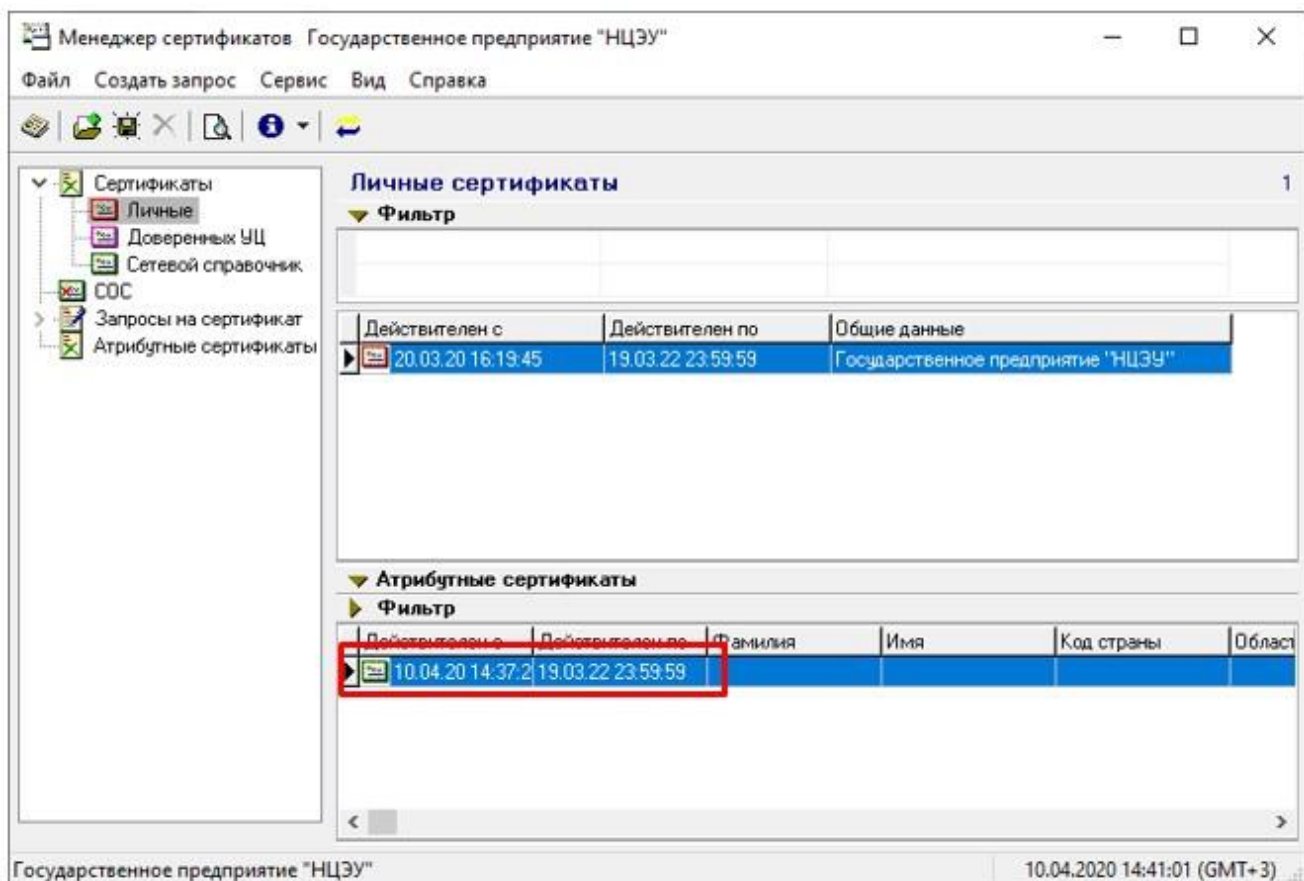 Менеджер сертификатов Государственное предприятие "НЦЭУ"
Файл Создать запрос Сервис Вид Справка
Сертификаты
Личные
Доверенных УЦ
Сетевой справочник
СОС
Запросы на сертификат
Атрибутные сертификаты
Личные сертификаты 1
Фильтр
Действителен с Действителен по Общие данные
20.03.20 16:19:45 19.03.22 23:59:59 Государственное предприятие "НЦЭУ"
Атрибутные сертификаты
Фильтр
Действителен с Действителен по Фамилия Имя Код страны Област
10.04.20 14:37:2 19.03.22 23:59:59
Государственное предприятие "НЦЭУ" 10.04.2020 14:41:01 (GMT+3)